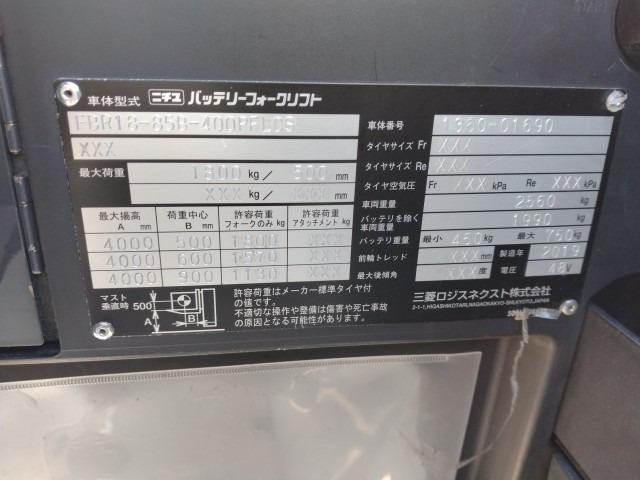 車体型式 ニチユ バッテリーフォークリフト
XXX
最大荷重 1800 kg／ 500 mm
XXX kg／ XXX mm
最大揚高 A mm 荷重中心 B mm 許容荷重 フォークのみ kg 許容荷重 アタッチメント kg
4000 500 1800 XXX
4000 600 1570 XXX
4000 900 1130 XXX
マスト垂直時 500 A B
許容荷重はメーカー標準タイヤ付
の値です。
不適切な操作や整備は傷害や死亡事故
の原因となる可能性があります。
車体番号 1360-01690
タイヤサイズ Fr XXX
タイヤサイズ Re XXX
タイヤ空気圧 Fr XXX kPa Re XXX kPa
車両重量 2560 kg
バッテリを除く車両重量 1990 kg
バッテリ重量 最小 450 kg 最大 750 kg
前輪トレッド XXX mm 製造年 2019
最大後傾角 XXX 度 電圧 48V
三菱ロジスネクスト株式会社
2-1-1, HIGASHIKOTARI, NAGAOKAKYO-SHI, KYOTO, JAPAN